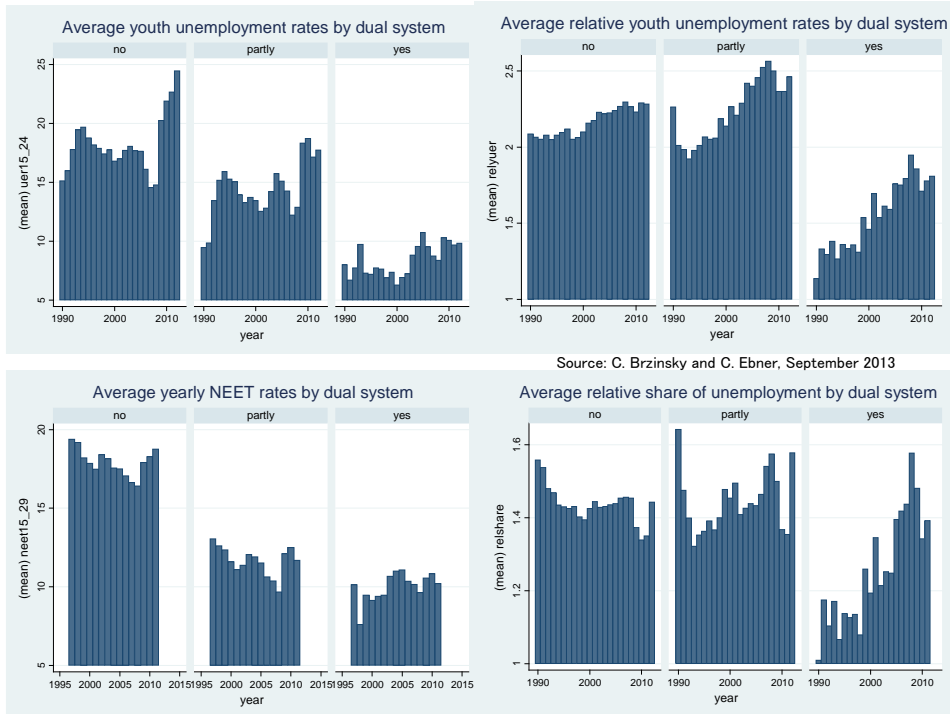 Average youth unemployment rates by dual system
no partly yes
(mean) uer15_24
25
20
15
10
5
1990 2000 2010 1990 2000 2010 1990 2000 2010
year
Average relative youth unemployment rates by dual system
no partly yes
(mean) relyuer
2.5
2
1.5
1
1990 2000 2010 1990 2000 2010 1990 2000 2010
year
Source: C. Brzinsky and C. Ebner, September 2013
Average yearly NEET rates by dual system
no partly yes
(mean) neet15_29
20
15
10
5
1995 2000 2005 2010 20151995 2000 2005 2010 20151995 2000 2005 2010 2015
year
Average relative share of unemployment by dual system
no partly yes
(mean) relshare
1.6
1.4
1.2
1
1990 2000 2010 1990 2000 2010 1990 2000 2010
year